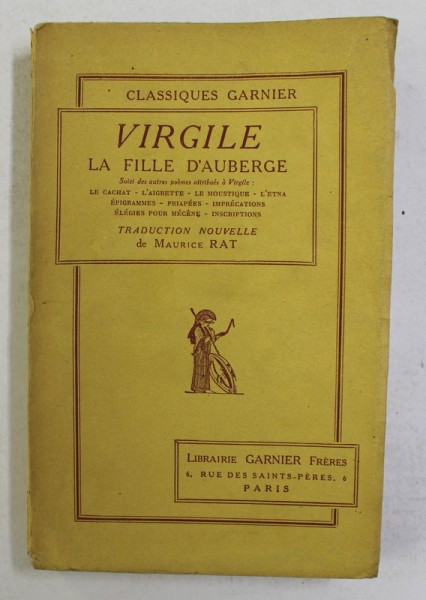 CLASSIQUES GARNIER
VIRGILE
LA FILLE D'AUBERGE
Suivi des autres poèmes attribués à Virgile :
LE CACHAT - L'AIGRETTE - LE MOUSTIQUE - L'ETNA
ÉPIGRAMMES - PRIAPÉES - IMPRÉCATIONS
ÉLÉGIES POUR MÉCÈNE - INSCRIPTIONS
TRADUCTION NOUVELLE
de MAURICE RAT
LIBRAIRIE GARNIER FRÈRES
6, RUE DES SAINTS-PÈRES, 6
PARIS